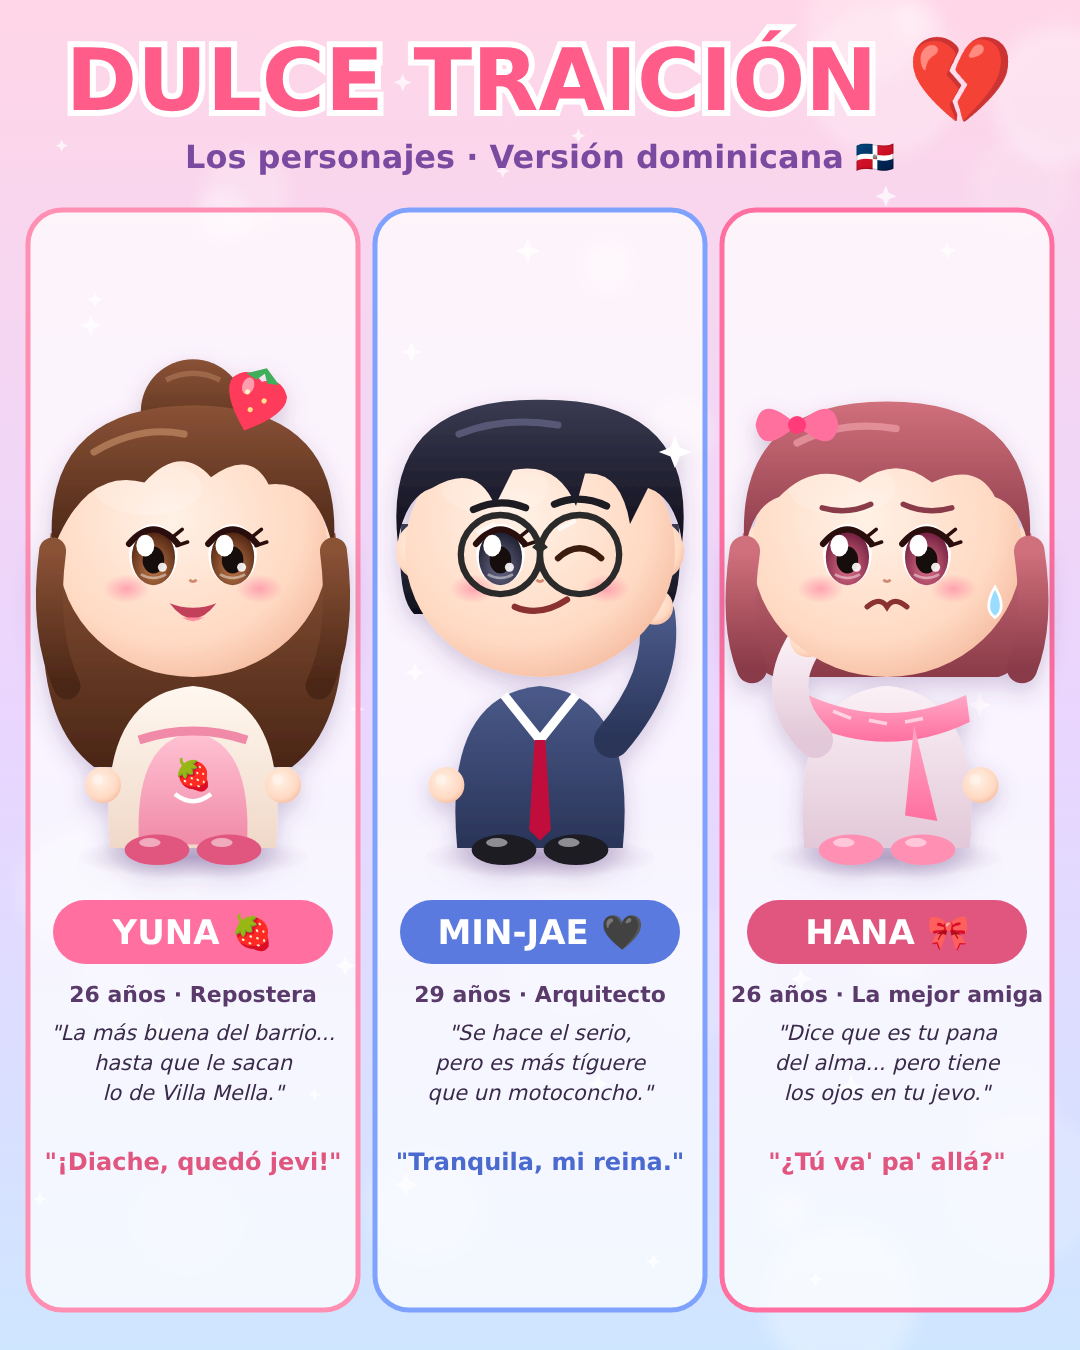 DULCE TRAICIÓN 💔
Los personajes · Versión dominicana 🇩🇴
YUNA 🍓
26 años · Repostera
"La más buena del barrio...
hasta que le sacan
lo de Villa Mella."
"¡Diache, quedó jevi!"
MIN-JAE 🖤
29 años · Arquitecto
"Se hace el serio,
pero es más tíguere
que un motoconcho."
"Tranquila, mi reina."
HANA 🎀
26 años · La mejor amiga
"Dice que es tu pana
del alma... pero tiene
los ojos en tu jevo."
"¿Tú va' pa' allá?"